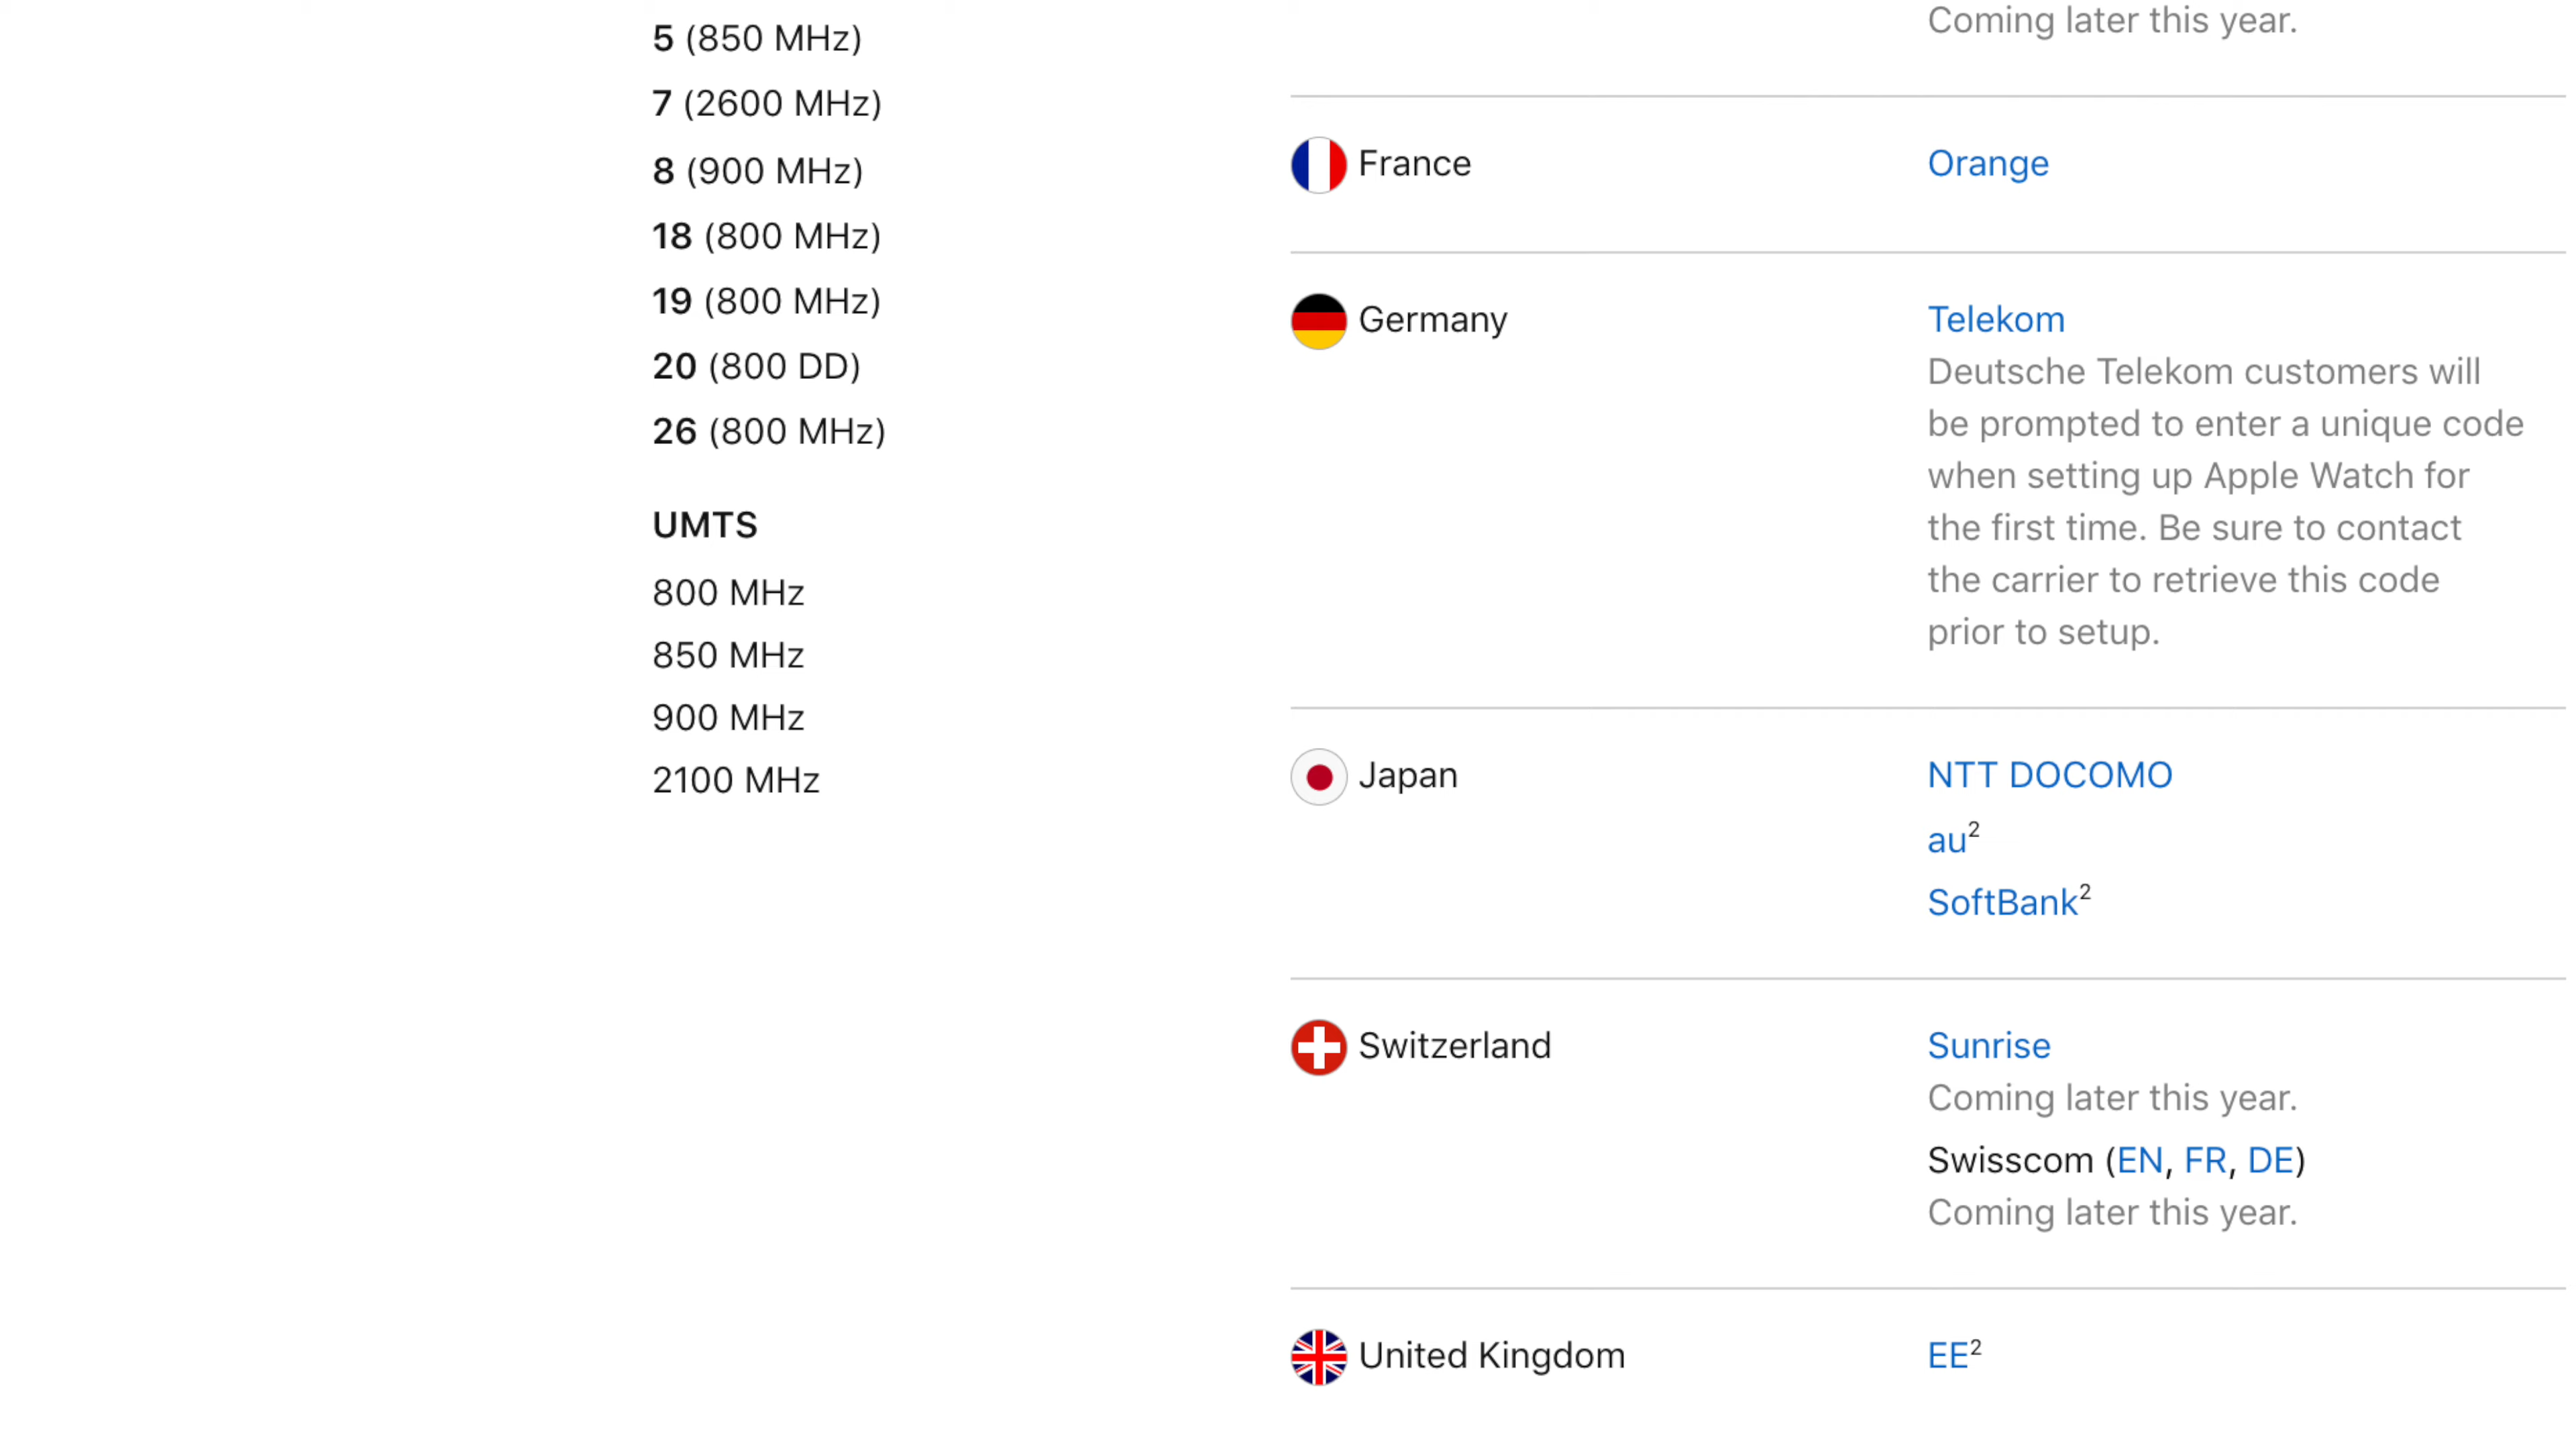 5 (850 MHz)
7 (2600 MHz)
8 (900 MHz)
18 (800 MHz)
19 (800 MHz)
20 (800 DD)
26 (800 MHz)
UMTS
800 MHz
850 MHz
900 MHz
2100 MHz
Coming later this year.
France
Orange
Germany
Telekom
Deutsche Telekom customers will
be prompted to enter a unique code
when setting up Apple Watch for
the first time. Be sure to contact
the carrier to retrieve this code
prior to setup.
Japan
NTT DOCOMO
au²
SoftBank²
Switzerland
Sunrise
Coming later this year.
Swisscom (EN, FR, DE)
Coming later this year.
United Kingdom
EE²